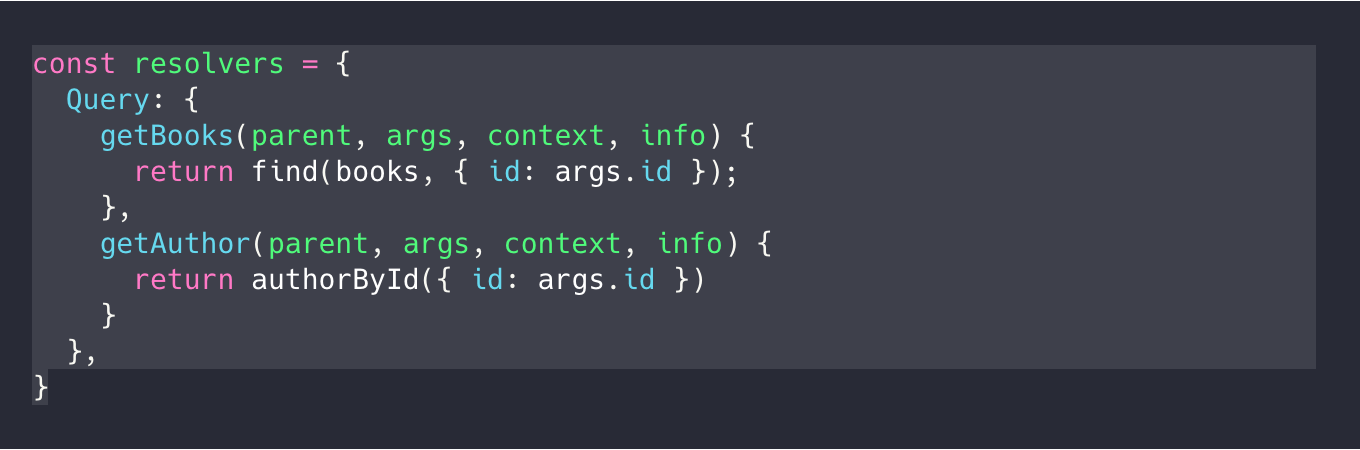 const resolvers = {
  Query: {
    getBooks(parent, args, context, info) {
      return find(books, { id: args.id });
    },
    getAuthor(parent, args, context, info) {
      return authorById({ id: args.id })
    }
  },
}